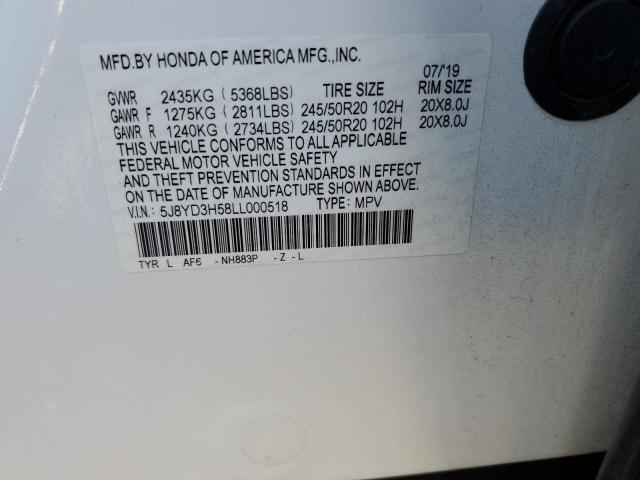 MFD.BY HONDA OF AMERICA MFG.,INC.
07/'19
GVWR 2435KG (5368LBS) TIRE SIZE RIM SIZE
GAWR F 1275KG (2811LBS) 245/50R20 102H 20X8.0J
GAWR R 1240KG (2734LBS) 245/50R20 102H 20X8.0J
THIS VEHICLE CONFORMS TO ALL APPLICABLE
FEDERAL MOTOR VEHICLE SAFETY
AND THEFT PREVENTION STANDARDS IN EFFECT
ON THE DATE OF MANUFACTURE SHOWN ABOVE.
V.I.N.: 5J8YD3H58LL000518 TYPE: MPV
TYR L AF6 -NH883P -Z -L